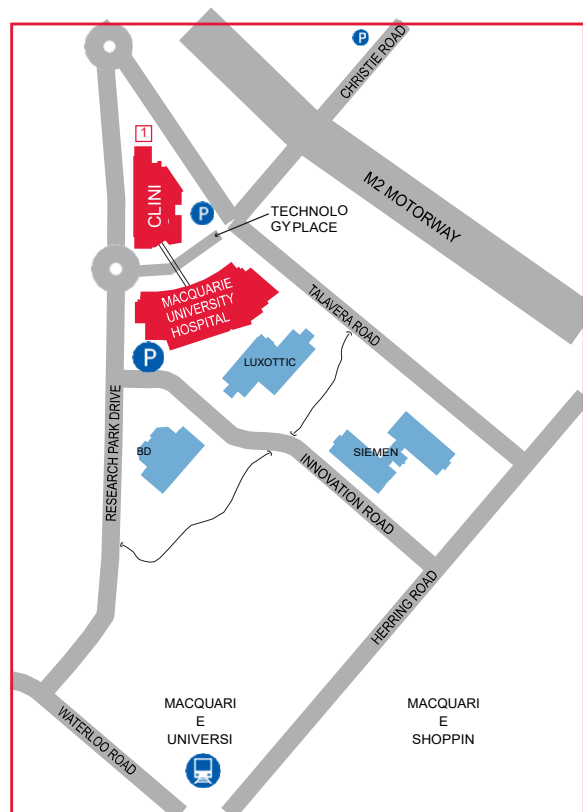 P
CHRISTIE ROAD
1
CLINI
P
TECHNOLO
GYPLACE
M2 MOTORWAY
MACQUARIE
UNIVERSITY
HOSPITAL
TALAVERA ROAD
P
LUXOTTIC
RESEARCH PARK DRIVE
BD
SIEMEN
INNOVATION ROAD
HERRING ROAD
WATERLOO ROAD
MACQUARI
E
UNIVERSI
MACQUARI
E
SHOPPIN